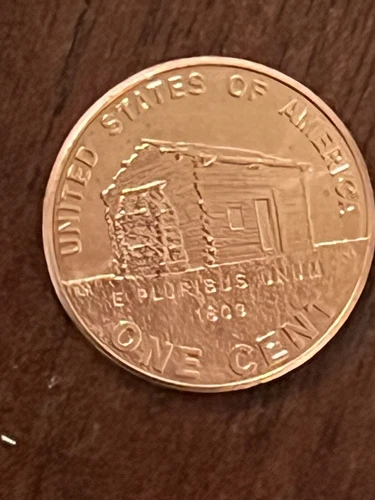 UNITED STATES OF AMERICA
E PLURIBUS UNUM
1809
ONE CENT